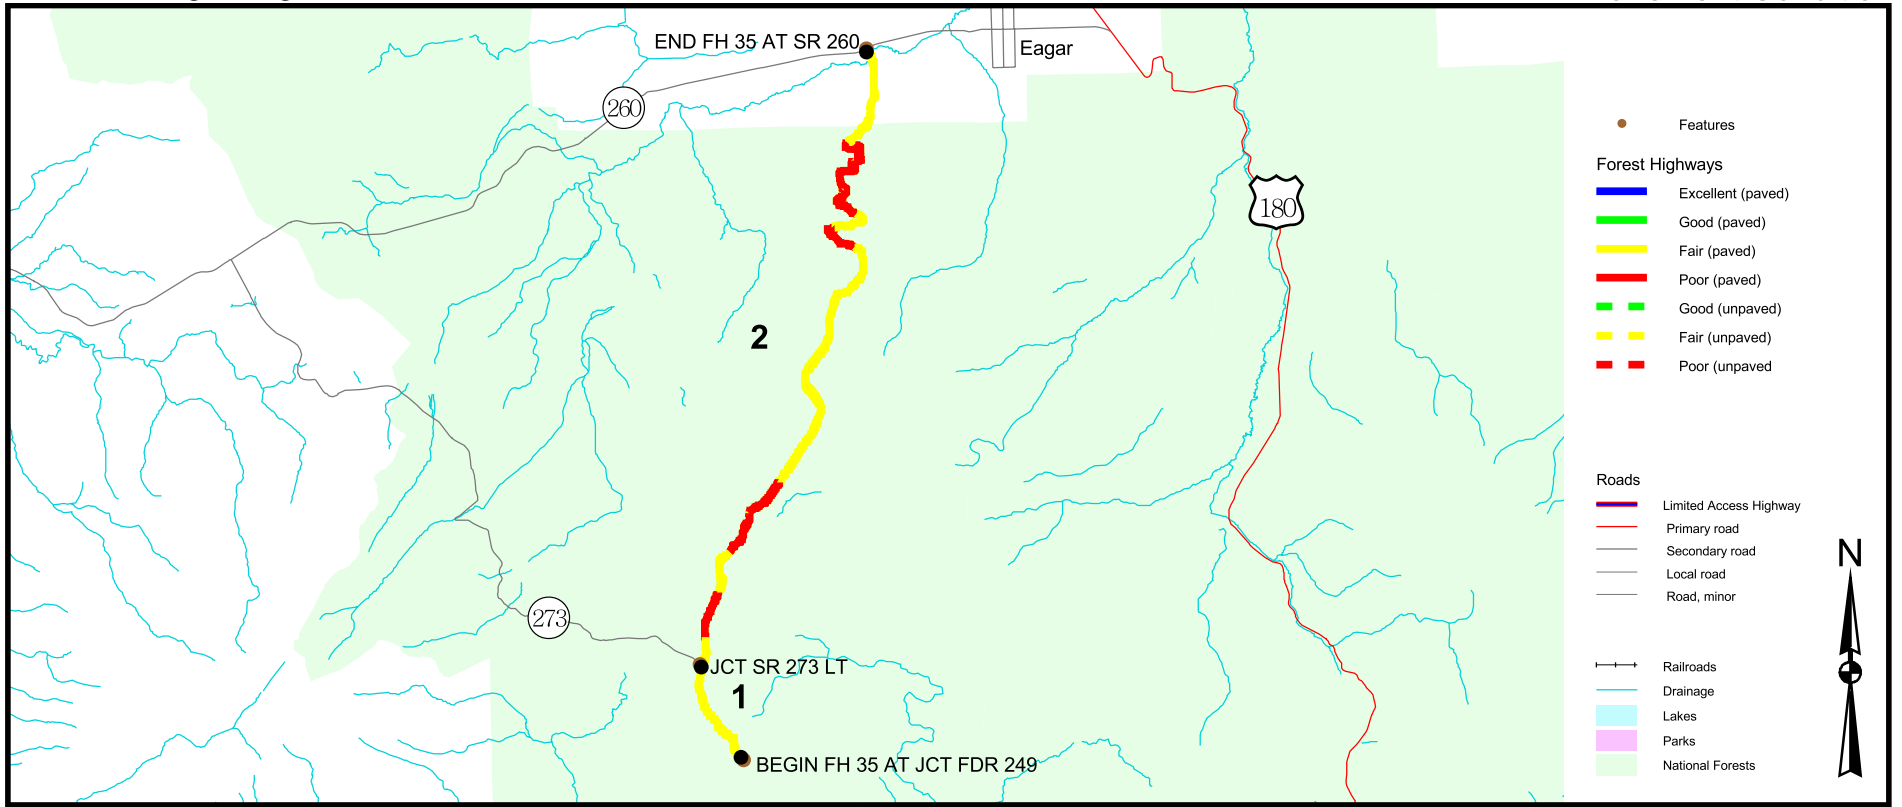 END FH 35 AT SR 260
Eagar
260
180
2
273
JCT SR 273 LT
1
BEGIN FH 35 AT JCT FDR 249
Features
Forest Highways
Excellent (paved)
Good (paved)
Fair (paved)
Poor (paved)
Good (unpaved)
Fair (unpaved)
Poor (unpaved
Roads
Limited Access Highway
Primary road
Secondary road
Local road
Road, minor
N
Railroads
Drainage
Lakes
Parks
National Forests